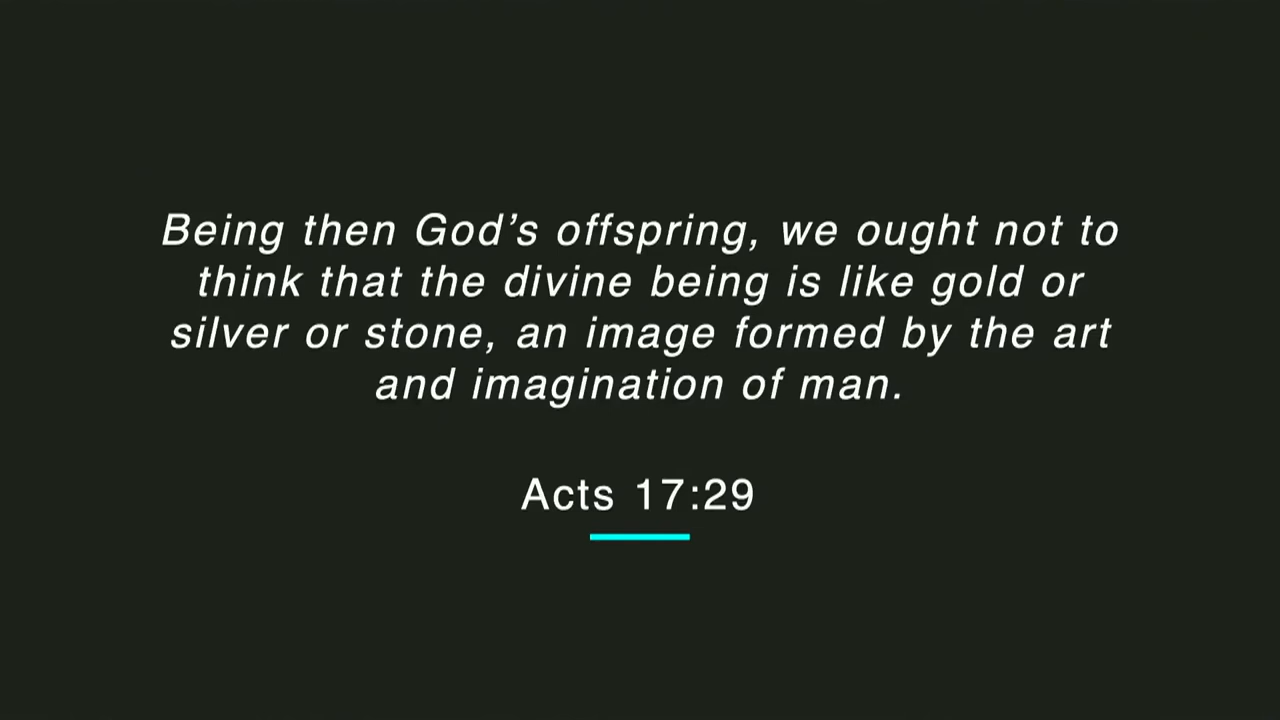 Being then God’s offspring, we ought not to
think that the divine being is like gold or
silver or stone, an image formed by the art
and imagination of man.
Acts 17:29